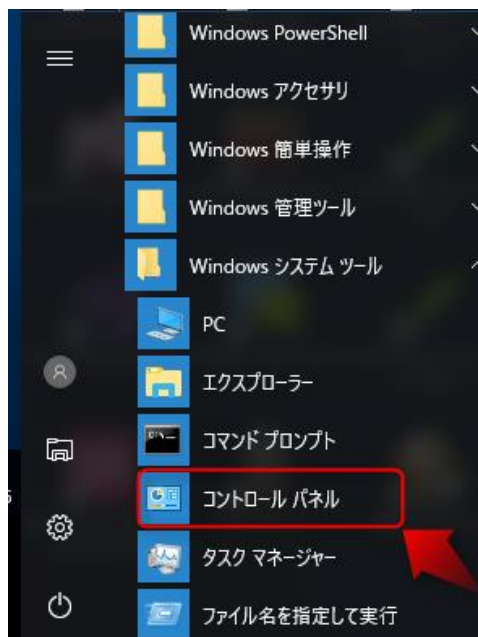 Windows PowerShell
Windows アクセサリ
Windows 簡単操作
Windows 管理ツール
Windows システム ツール
PC
エクスプローラー
コマンド プロンプト
コントロール パネル
タスク マネージャー
ファイル名を指定して実行